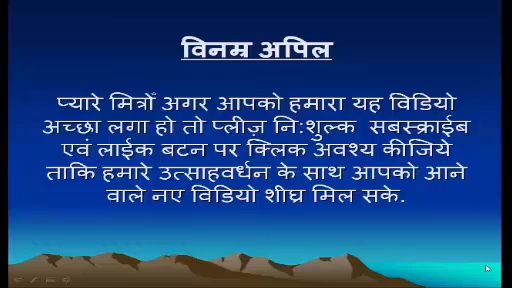 विनम्र अपिल
प्यारे मित्रोँ अगर आपको हमारा यह विडियो
अच्छा लगा हो तो प्लीज़ नि:शुल्क सबस्क्राईब
एवं लाईक बटन पर क्लिक अवश्य कीजिये
ताकि हमारे उत्साहवर्धन के साथ आपको आने
वाले नए विडियो शीघ्र मिल सके.